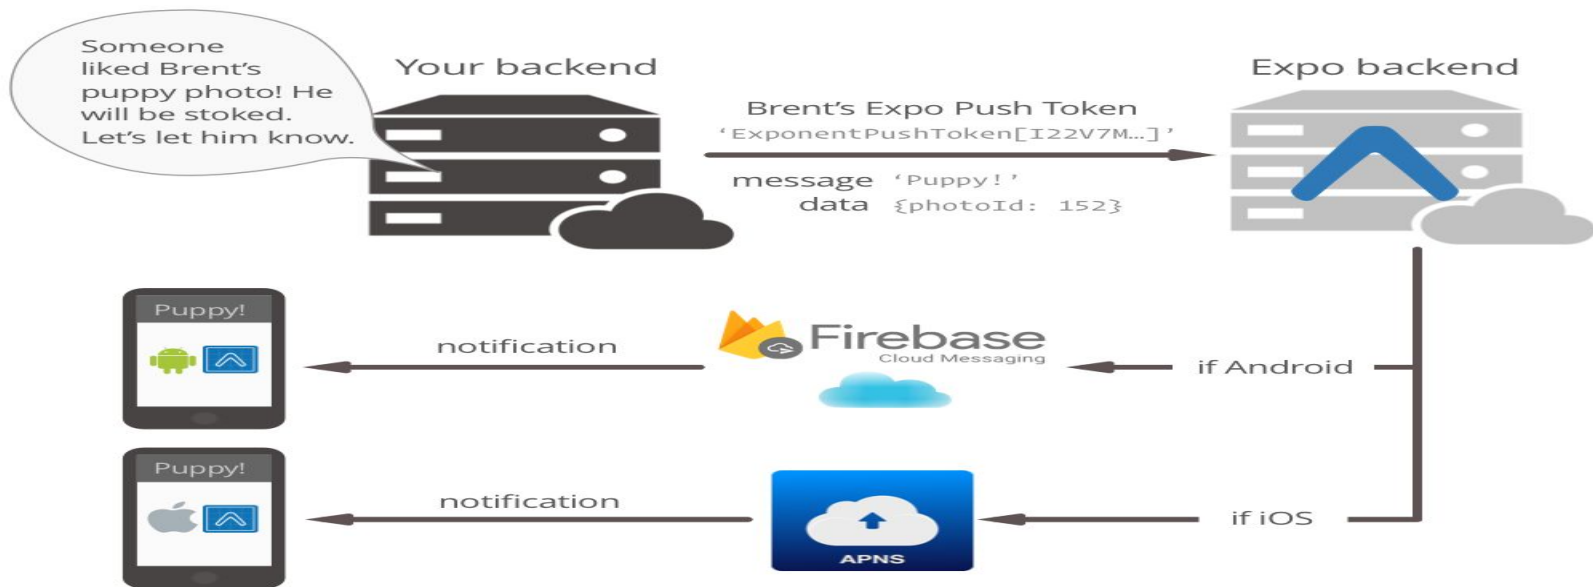 Someone
liked Brent's
puppy photo! He
will be stoked.
Let's let him know.
Your backend
Expo backend
Brent's Expo Push Token
‘ExponentPushToken[I22V7M…]’
message ‘Puppy!’
data {photoId: 152}
Puppy!
notification
Firebase
Cloud Messaging
if Android
Puppy!
notification
APNS
if iOS